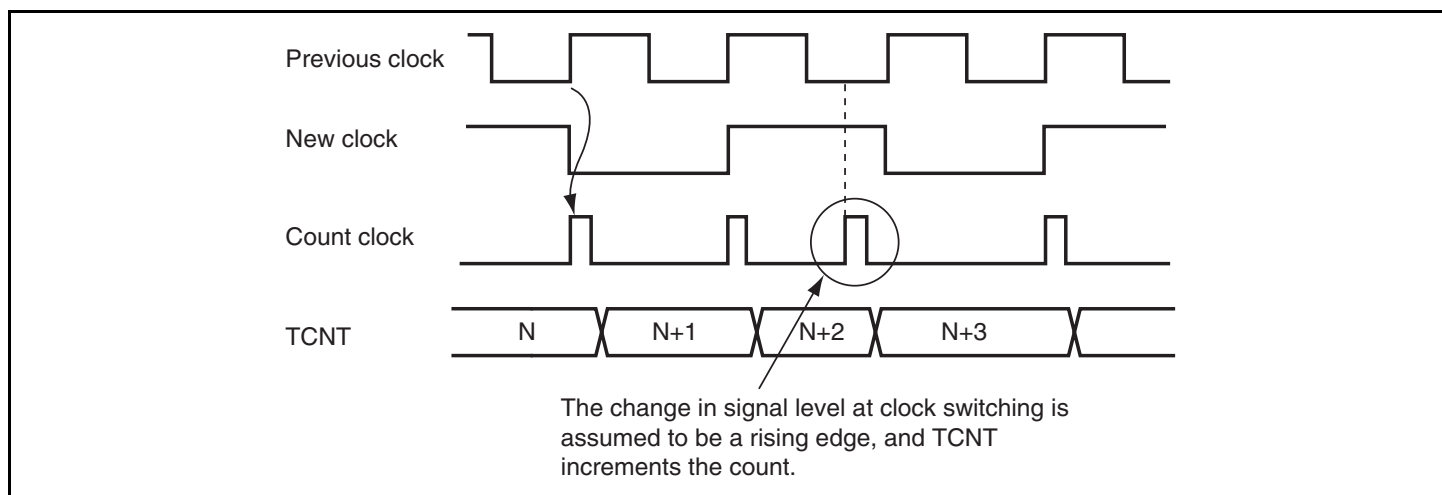 Previous clock
New clock
Count clock
TCNT
N
N+1
N+2
N+3
The change in signal level at clock switching is
assumed to be a rising edge, and TCNT
increments the count.